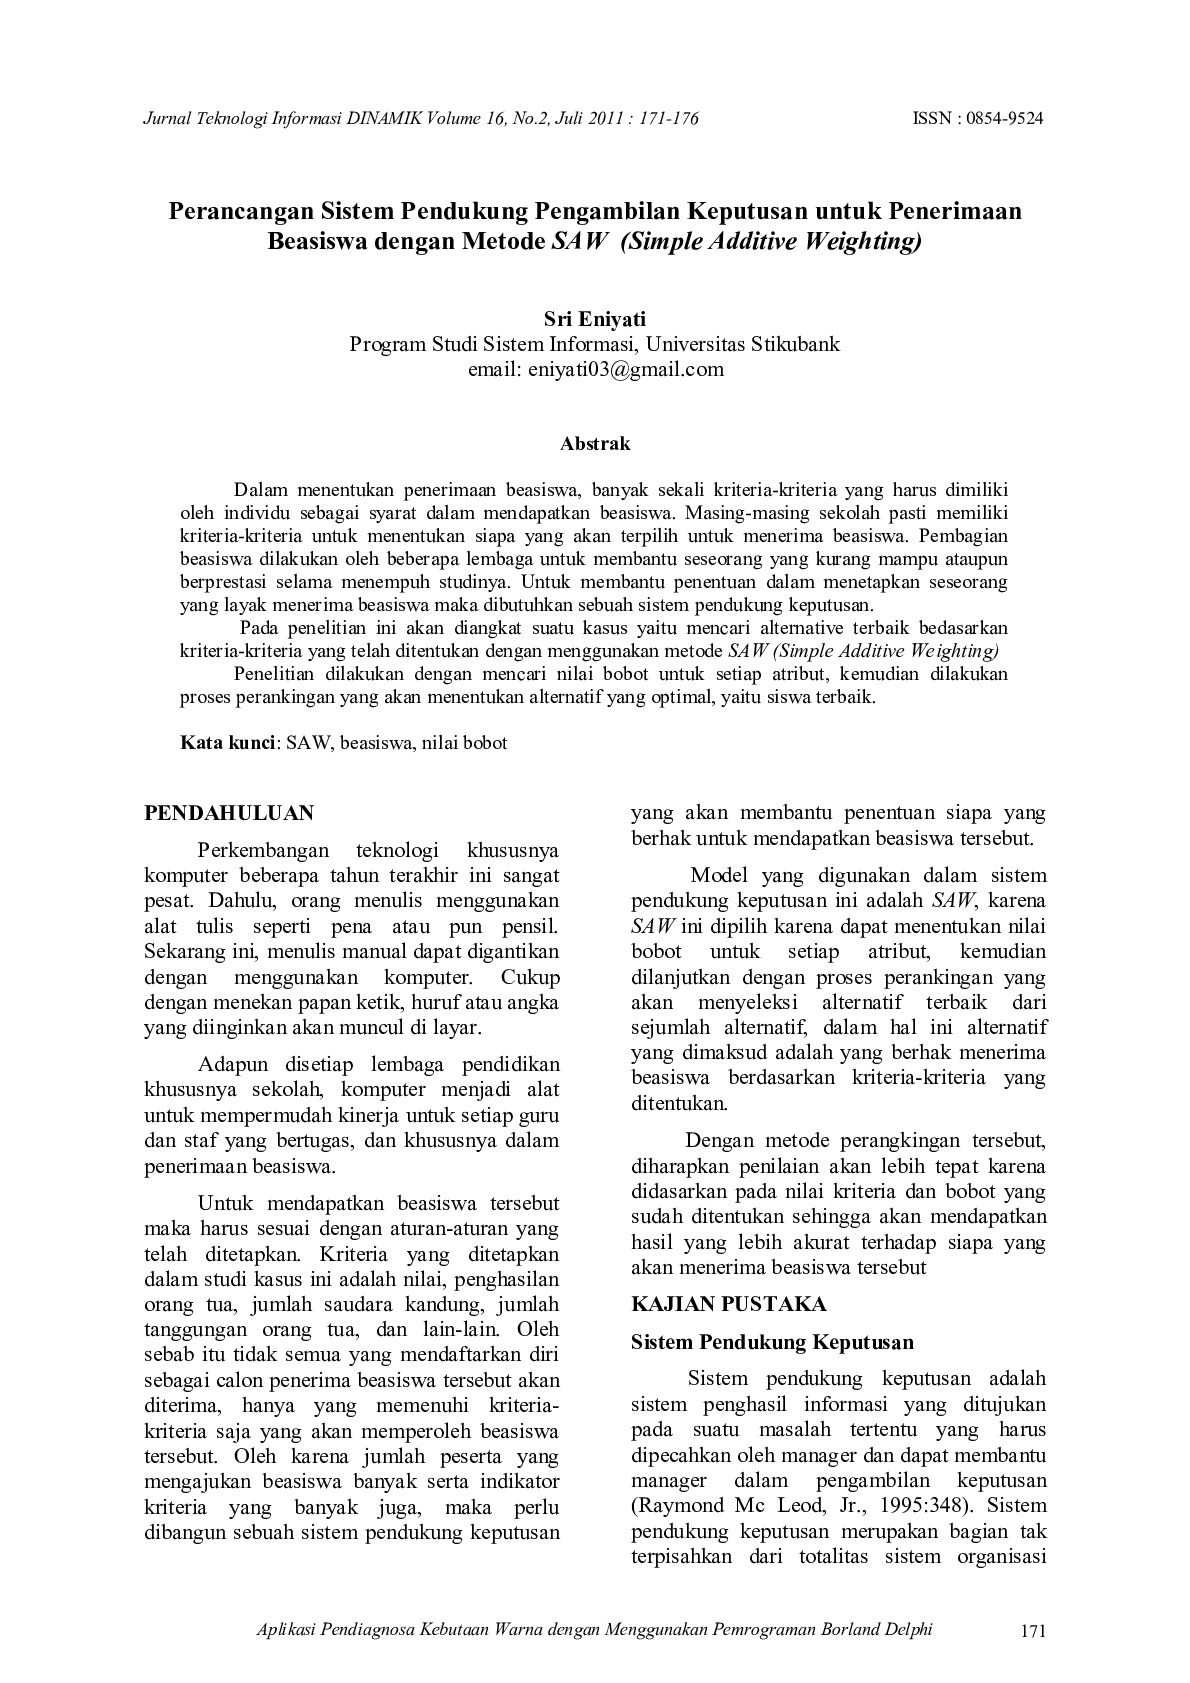 Jurnal Teknologi Informasi DINAMIK Volume 16, No.2, Juli 2011 : 171-176 ISSN : 0854-9524
Perancangan Sistem Pendukung Pengambilan Keputusan untuk Penerimaan
Beasiswa dengan Metode SAW (Simple Additive Weighting)
Sri Eniyati
Program Studi Sistem Informasi, Universitas Stikubank
email: eniyati03@gmail.com
Abstrak
Dalam menentukan penerimaan beasiswa, banyak sekali kriteria-kriteria yang harus dimiliki
oleh individu sebagai syarat dalam mendapatkan beasiswa. Masing-masing sekolah pasti memiliki
kriteria-kriteria untuk menentukan siapa yang akan terpilih untuk menerima beasiswa. Pembagian
beasiswa dilakukan oleh beberapa lembaga untuk membantu seseorang yang kurang mampu ataupun
berprestasi selama menempuh studinya. Untuk membantu penentuan dalam menetapkan seseorang
yang layak menerima beasiswa maka dibutuhkan sebuah sistem pendukung keputusan.
Pada penelitian ini akan diangkat suatu kasus yaitu mencari alternative terbaik bedasarkan
kriteria-kriteria yang telah ditentukan dengan menggunakan metode SAW (Simple Additive Weighting)
Penelitian dilakukan dengan mencari nilai bobot untuk setiap atribut, kemudian dilakukan
proses perankingan yang akan menentukan alternatif yang optimal, yaitu siswa terbaik.
Kata kunci: SAW, beasiswa, nilai bobot
PENDAHULUAN
Perkembangan teknologi khususnya
komputer beberapa tahun terakhir ini sangat
pesat. Dahulu, orang menulis menggunakan
alat tulis seperti pena atau pun pensil.
Sekarang ini, menulis manual dapat digantikan
dengan menggunakan komputer. Cukup
dengan menekan papan ketik, huruf atau angka
yang diinginkan akan muncul di layar.
Adapun disetiap lembaga pendidikan
khususnya sekolah, komputer menjadi alat
untuk mempermudah kinerja untuk setiap guru
dan staf yang bertugas, dan khususnya dalam
penerimaan beasiswa.
Untuk mendapatkan beasiswa tersebut
maka harus sesuai dengan aturan-aturan yang
telah ditetapkan. Kriteria yang ditetapkan
dalam studi kasus ini adalah nilai, penghasilan
orang tua, jumlah saudara kandung, jumlah
tanggungan orang tua, dan lain-lain. Oleh
sebab itu tidak semua yang mendaftarkan diri
sebagai calon penerima beasiswa tersebut akan
diterima, hanya yang memenuhi kriteria-
kriteria saja yang akan memperoleh beasiswa
tersebut. Oleh karena jumlah peserta yang
mengajukan beasiswa banyak serta indikator
kriteria yang banyak juga, maka perlu
dibangun sebuah sistem pendukung keputusan
yang akan membantu penentuan siapa yang
berhak untuk mendapatkan beasiswa tersebut.
Model yang digunakan dalam sistem
pendukung keputusan ini adalah SAW, karena
SAW ini dipilih karena dapat menentukan nilai
bobot untuk setiap atribut, kemudian
dilanjutkan dengan proses perankingan yang
akan menyeleksi alternatif terbaik dari
sejumlah alternatif, dalam hal ini alternatif
yang dimaksud adalah yang berhak menerima
beasiswa berdasarkan kriteria-kriteria yang
ditentukan.
Dengan metode perangkingan tersebut,
diharapkan penilaian akan lebih tepat karena
didasarkan pada nilai kriteria dan bobot yang
sudah ditentukan sehingga akan mendapatkan
hasil yang lebih akurat terhadap siapa yang
akan menerima beasiswa tersebut
KAJIAN PUSTAKA
Sistem Pendukung Keputusan
Sistem pendukung keputusan adalah
sistem penghasil informasi yang ditujukan
pada suatu masalah tertentu yang harus
dipecahkan oleh manager dan dapat membantu
manager dalam pengambilan keputusan
(Raymond Mc Leod, Jr., 1995:348). Sistem
pendukung keputusan merupakan bagian tak
terpisahkan dari totalitas sistem organisasi
Aplikasi Pendiagnosa Kebutaan Warna dengan Menggunakan Pemrograman Borland Delphi 171